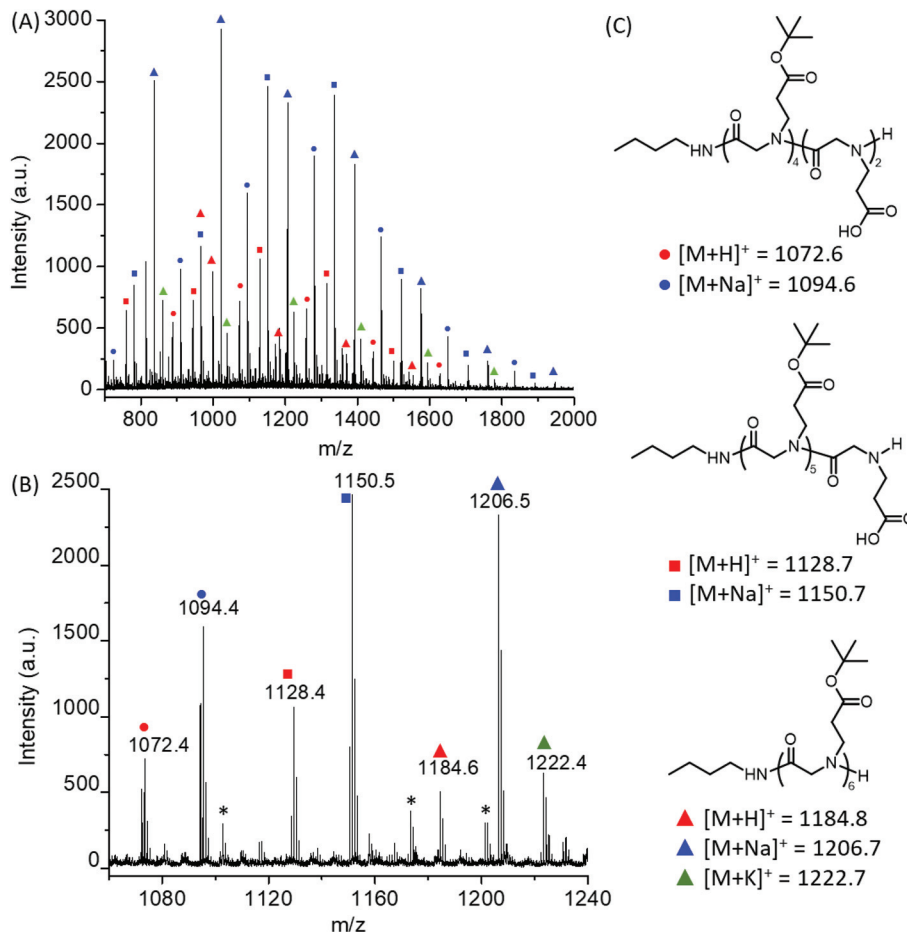 (A)
Intensity (a.u.)
3000
2500
2000
1500
1000
500
0
800 1000 1200 1400 1600 1800 2000
m/z
(B)
Intensity (a.u.)
2500
2000
1500
1000
500
0
1072.4
1094.4
*
1128.4
1150.5
*
1184.6
*
1206.5
1222.4
1080 1120 1160 1200 1240
m/z
(C)
O
O
O
HN
N
4
O
N
H
2
HO
O
[M+H]+ = 1072.6
[M+Na]+ = 1094.6
O
O
O
HN
N
5
O
N
H
HO
O
[M+H]+ = 1128.7
[M+Na]+ = 1150.7
O
O
O
HN
N
6
H
[M+H]+ = 1184.8
[M+Na]+ = 1206.7
[M+K]+ = 1222.7